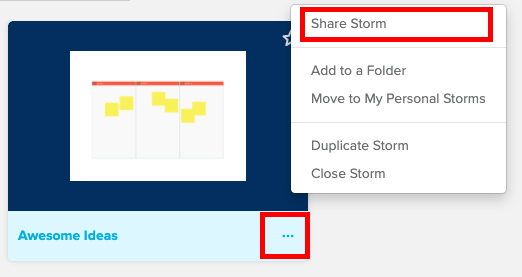 Share Storm
Add to a Folder
Move to My Personal Storms
Duplicate Storm
Close Storm
Awesome Ideas
...